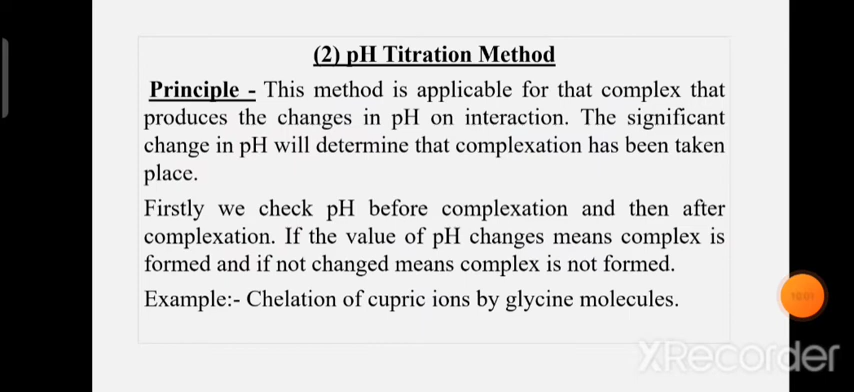 (2) pH Titration Method
Principle - This method is applicable for that complex that
produces the changes in pH on interaction. The significant
change in pH will determine that complexation has been taken
place.
Firstly we check pH before complexation and then after
complexation. If the value of pH changes means complex is
formed and if not changed means complex is not formed.
Example:- Chelation of cupric ions by glycine molecules.
XRecorder